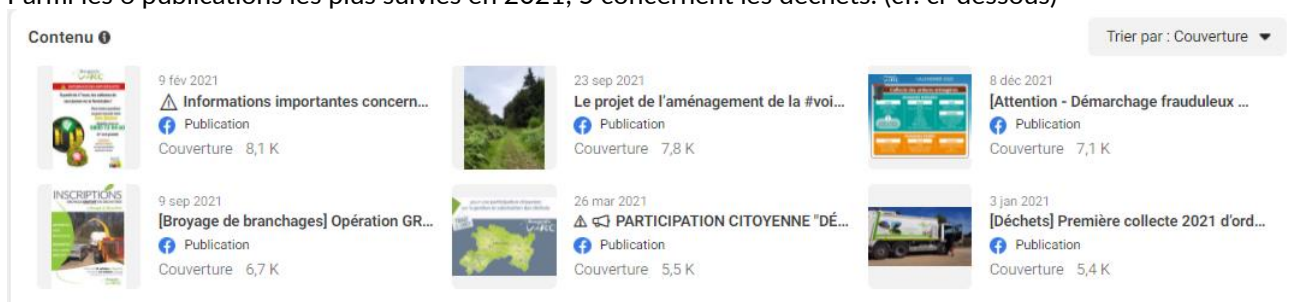 Parmi les 6 publications les plus suivies en 2021, 5 concernent les déchets. (cf. ci-dessous)
Contenu
Trier par : Couverture
9 fév 2021
⚠ Informations importantes concern...
Publication
Couverture 8,1 K
23 sep 2021
Le projet de l'aménagement de la #voi...
Publication
Couverture 7,8 K
8 déc 2021
[Attention - Démarchage frauduleux ...
Publication
Couverture 7,1 K
9 sep 2021
[Broyage de branchages] Opération GR...
Publication
Couverture 6,7 K
INSCRIPTIONS
26 mar 2021
⚠ 📢 PARTICIPATION CITOYENNE "DÉ...
Publication
Couverture 5,5 K
3 jan 2021
[Déchets] Première collecte 2021 d'ord...
Publication
Couverture 5,4 K